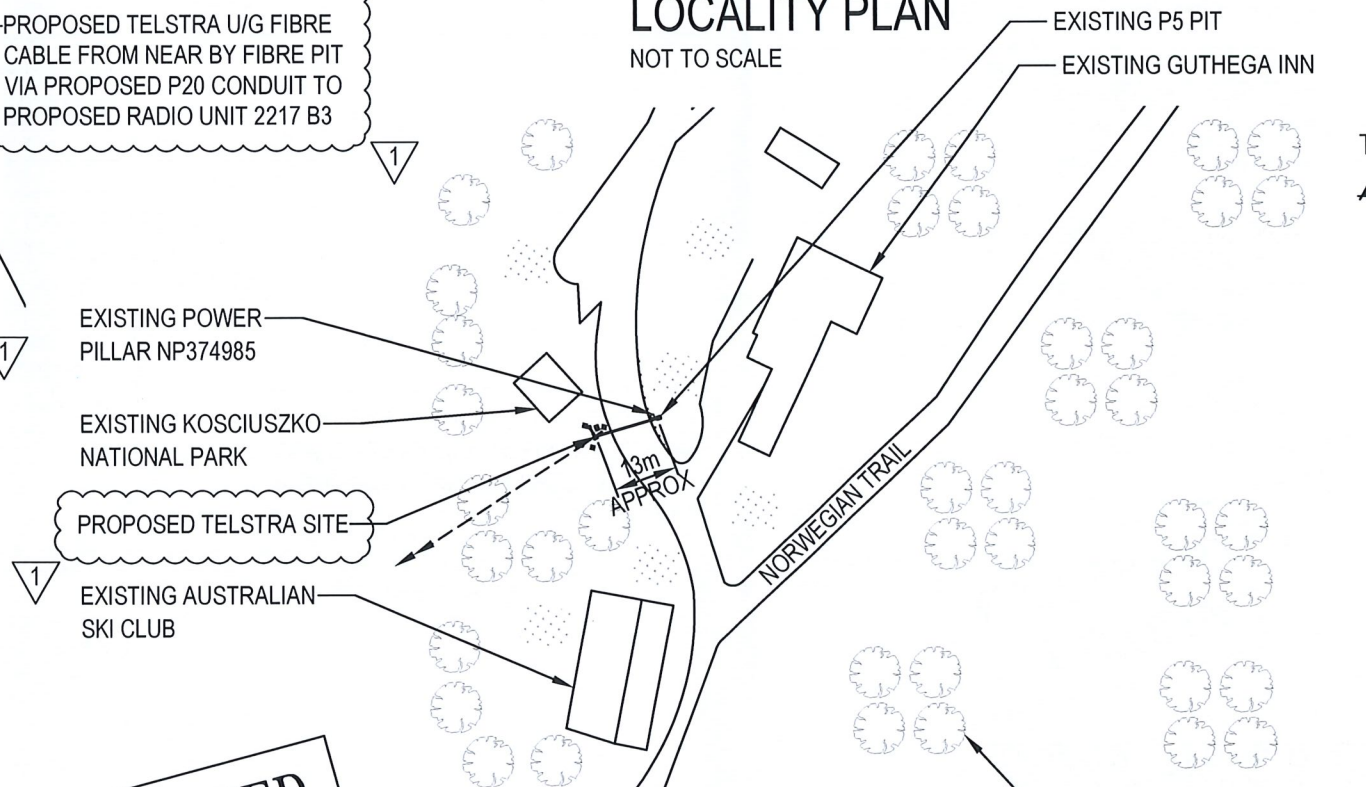 PROPOSED TELSTRA U/G FIBRE
CABLE FROM NEAR BY FIBRE PIT
VIA PROPOSED P20 CONDUIT TO
PROPOSED RADIO UNIT 2217 B3
1
LOCALITY PLAN
NOT TO SCALE
EXISTING P5 PIT
EXISTING GUTHEGA INN
EXISTING POWER
PILLAR NP374985
1
EXISTING KOSCIUSZKO
NATIONAL PARK
PROPOSED TELSTRA SITE
1
EXISTING AUSTRALIAN
SKI CLUB
13m
APPROX
NORWEGIAN TRAIL